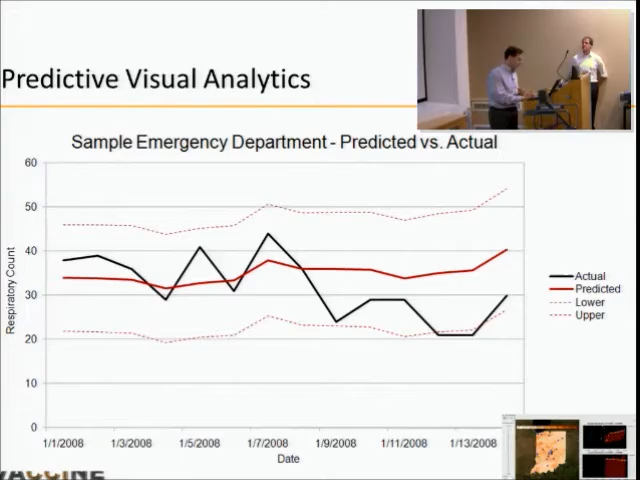 Predictive Visual Analytics
Sample Emergency Department - Predicted vs. Actual
60
50
40
30
20
10
0
Respiratory Count
1/1/2008
1/3/2008
1/5/2008
1/7/2008
1/9/2008
1/11/2008
1/13/2008
Date
Actual
Predicted
Lower
Upper
VACCINE